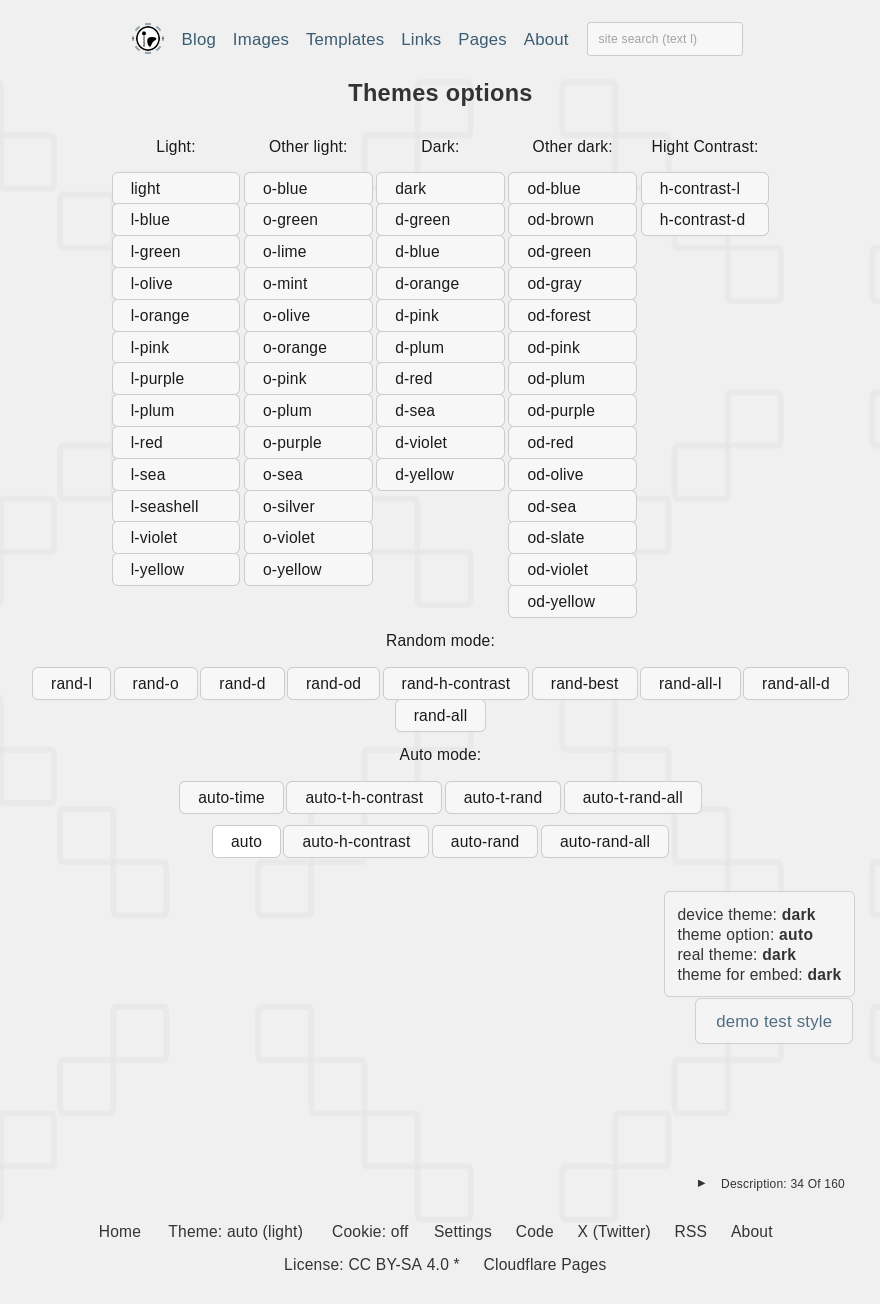 Blog Images Templates Links Pages About site search (text l)
Themes options
Light: Other light: Dark: Other dark: Hight Contrast:
light o-blue dark od-blue h-contrast-l
l-blue o-green d-green od-brown h-contrast-d
l-green o-lime d-blue od-green
l-olive o-mint d-orange od-gray
l-orange o-olive d-pink od-forest
l-pink o-orange d-plum od-pink
l-purple o-pink d-red od-plum
l-plum o-plum d-sea od-purple
l-red o-purple d-violet od-red
l-sea o-sea d-yellow od-olive
l-seashell o-silver od-sea
l-violet o-violet od-slate
l-yellow o-yellow od-violet
od-yellow
Random mode:
rand-l rand-o rand-d rand-od rand-h-contrast rand-best rand-all-l rand-all-d
rand-all
Auto mode:
auto-time auto-t-h-contrast auto-t-rand auto-t-rand-all
auto auto-h-contrast auto-rand auto-rand-all
device theme: dark
theme option: auto
real theme: dark
theme for embed: dark
demo test style
Description: 34 Of 160
Home Theme: auto (light) Cookie: off Settings Code X (Twitter) RSS About
License: CC BY-SA 4.0 * Cloudflare Pages